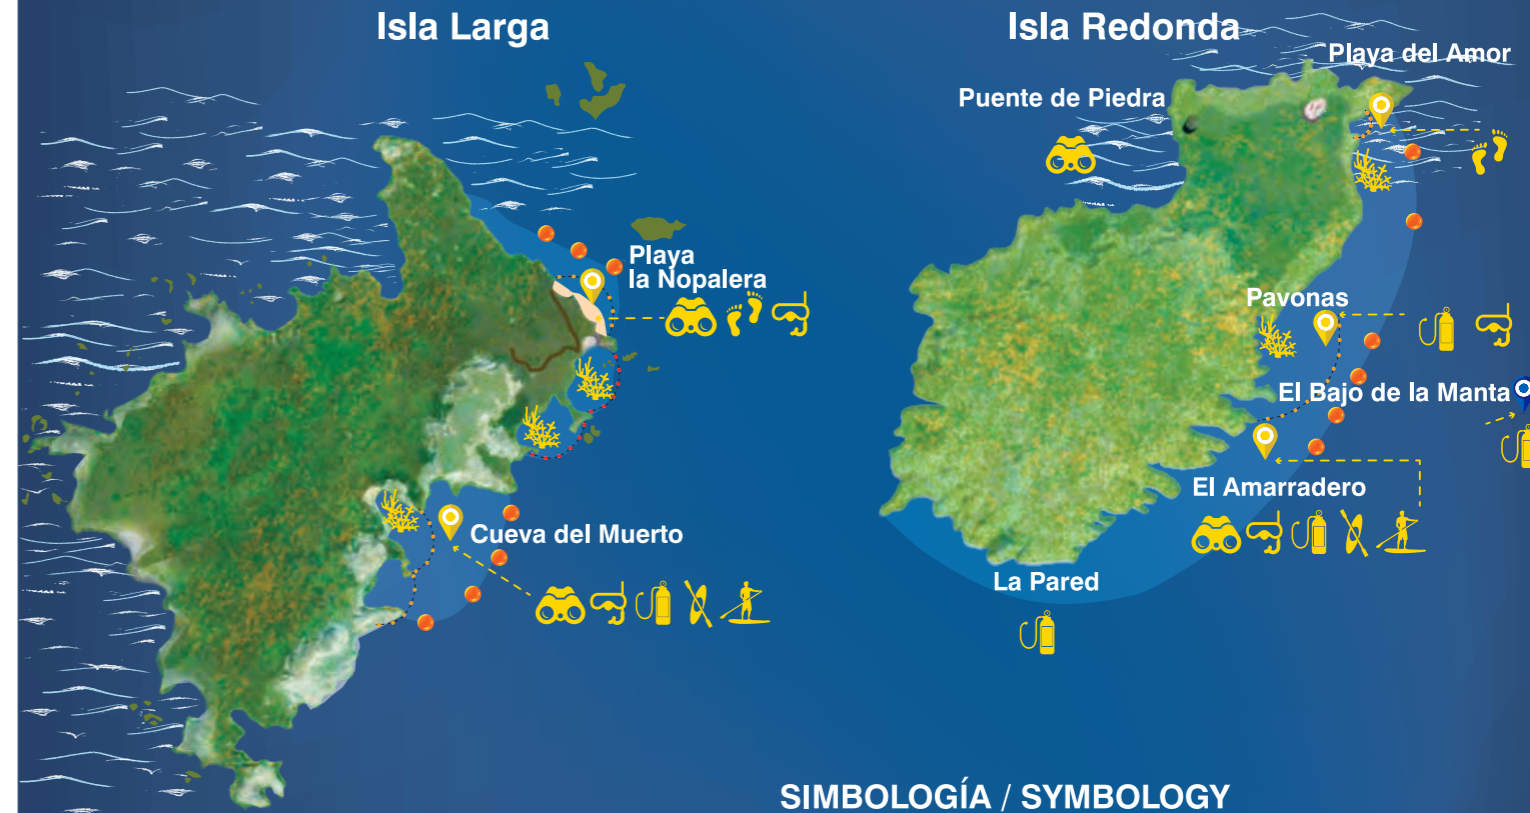 Isla Larga
Isla Redonda
Playa del Amor
Puente de Piedra
Playa
la Nopalera
Pavonas
El Bajo de la Manta
El Amarradero
Cueva del Muerto
La Pared
SIMBOLOGÍA / SYMBOLOGY